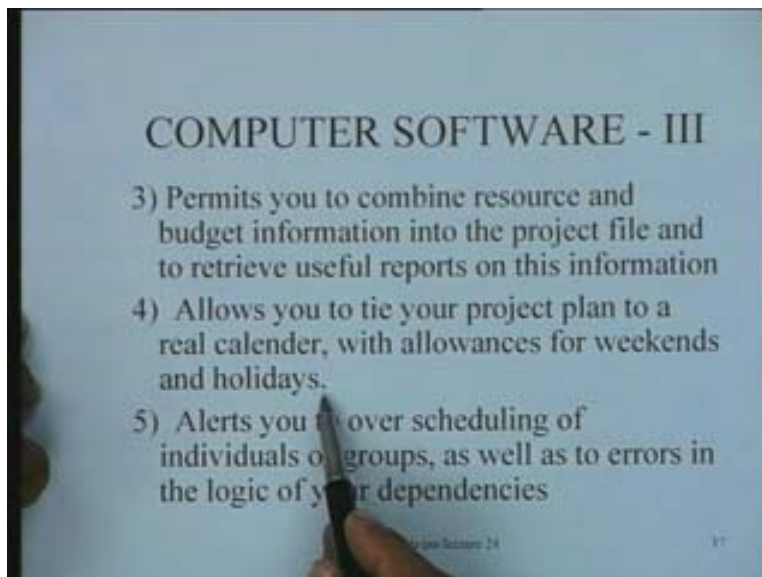 COMPUTER SOFTWARE - III
3) Permits you to combine resource and
budget information into the project file and
to retrieve useful reports on this information
4) Allows you to tie your project plan to a
real calender, with allowances for weekends
and holidays.
5) Alerts you over scheduling of
individuals groups, as well as to errors in
the logic of dependencies
lecture 24